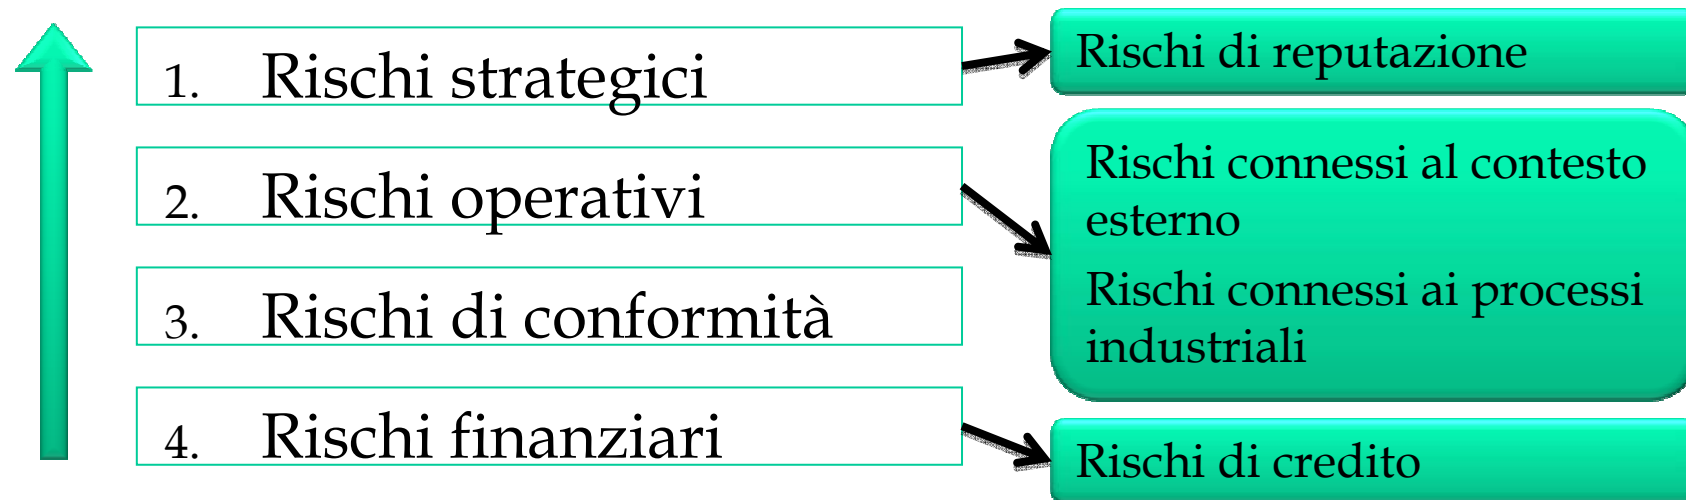 1. Rischi strategici
Rischi di reputazione
2. Rischi operativi
Rischi connessi al contesto
esterno
Rischi connessi ai processi
industriali
3. Rischi di conformità
4. Rischi finanziari
Rischi di credito